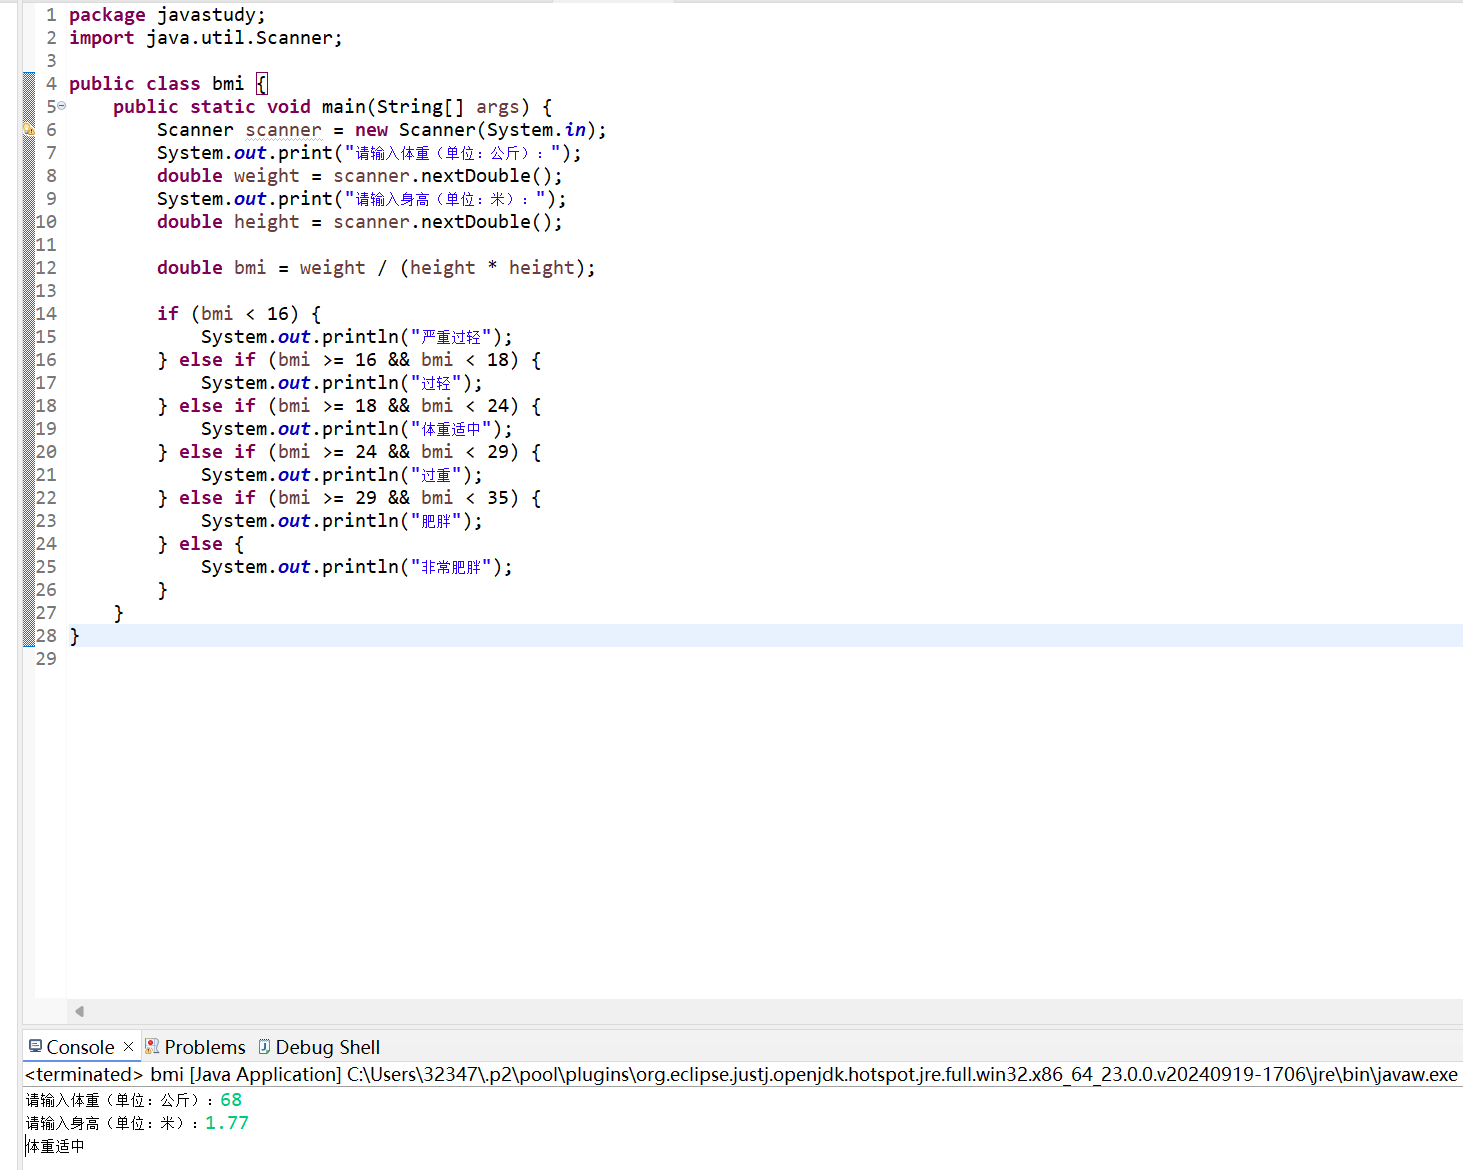 1 package javastudy;
2 import java.util.Scanner;
3
4 public class bmi {
5     public static void main(String[] args) {
6         Scanner scanner = new Scanner(System.in);
7         System.out.print("请输入体重（单位：公斤）：");
8         double weight = scanner.nextDouble();
9         System.out.print("请输入身高（单位：米）：");
10         double height = scanner.nextDouble();
11
12         double bmi = weight / (height * height);
13
14         if (bmi < 16) {
15             System.out.println("严重过轻");
16         } else if (bmi >= 16 && bmi < 18) {
17             System.out.println("过轻");
18         } else if (bmi >= 18 && bmi < 24) {
19             System.out.println("体重适中");
20         } else if (bmi >= 24 && bmi < 29) {
21             System.out.println("过重");
22         } else if (bmi >= 29 && bmi < 35) {
23             System.out.println("肥胖");
24         } else {
25             System.out.println("非常肥胖");
26         }
27     }
28 }
29
Console × Problems Debug Shell
<terminated> bmi [Java Application] C:\Users\32347\.p2\pool\plugins\org.eclipse.justj.openjdk.hotspot.jre.full.win32.x86_64_23.0.0.v20240919-1706\jre\bin\javaw.exe
请输入体重（单位：公斤）：68
请输入身高（单位：米）：1.77
体重适中